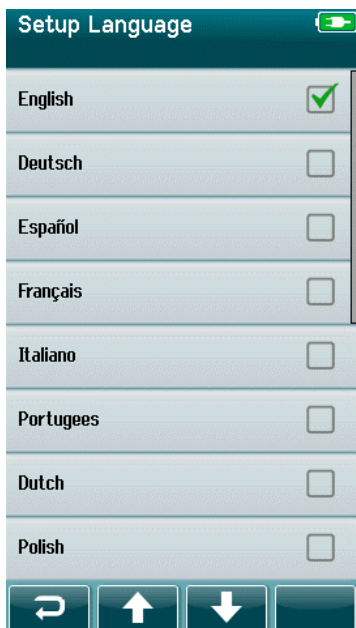 Setup Language
English
Deutsch
Español
Français
Italiano
Portugees
Dutch
Polish